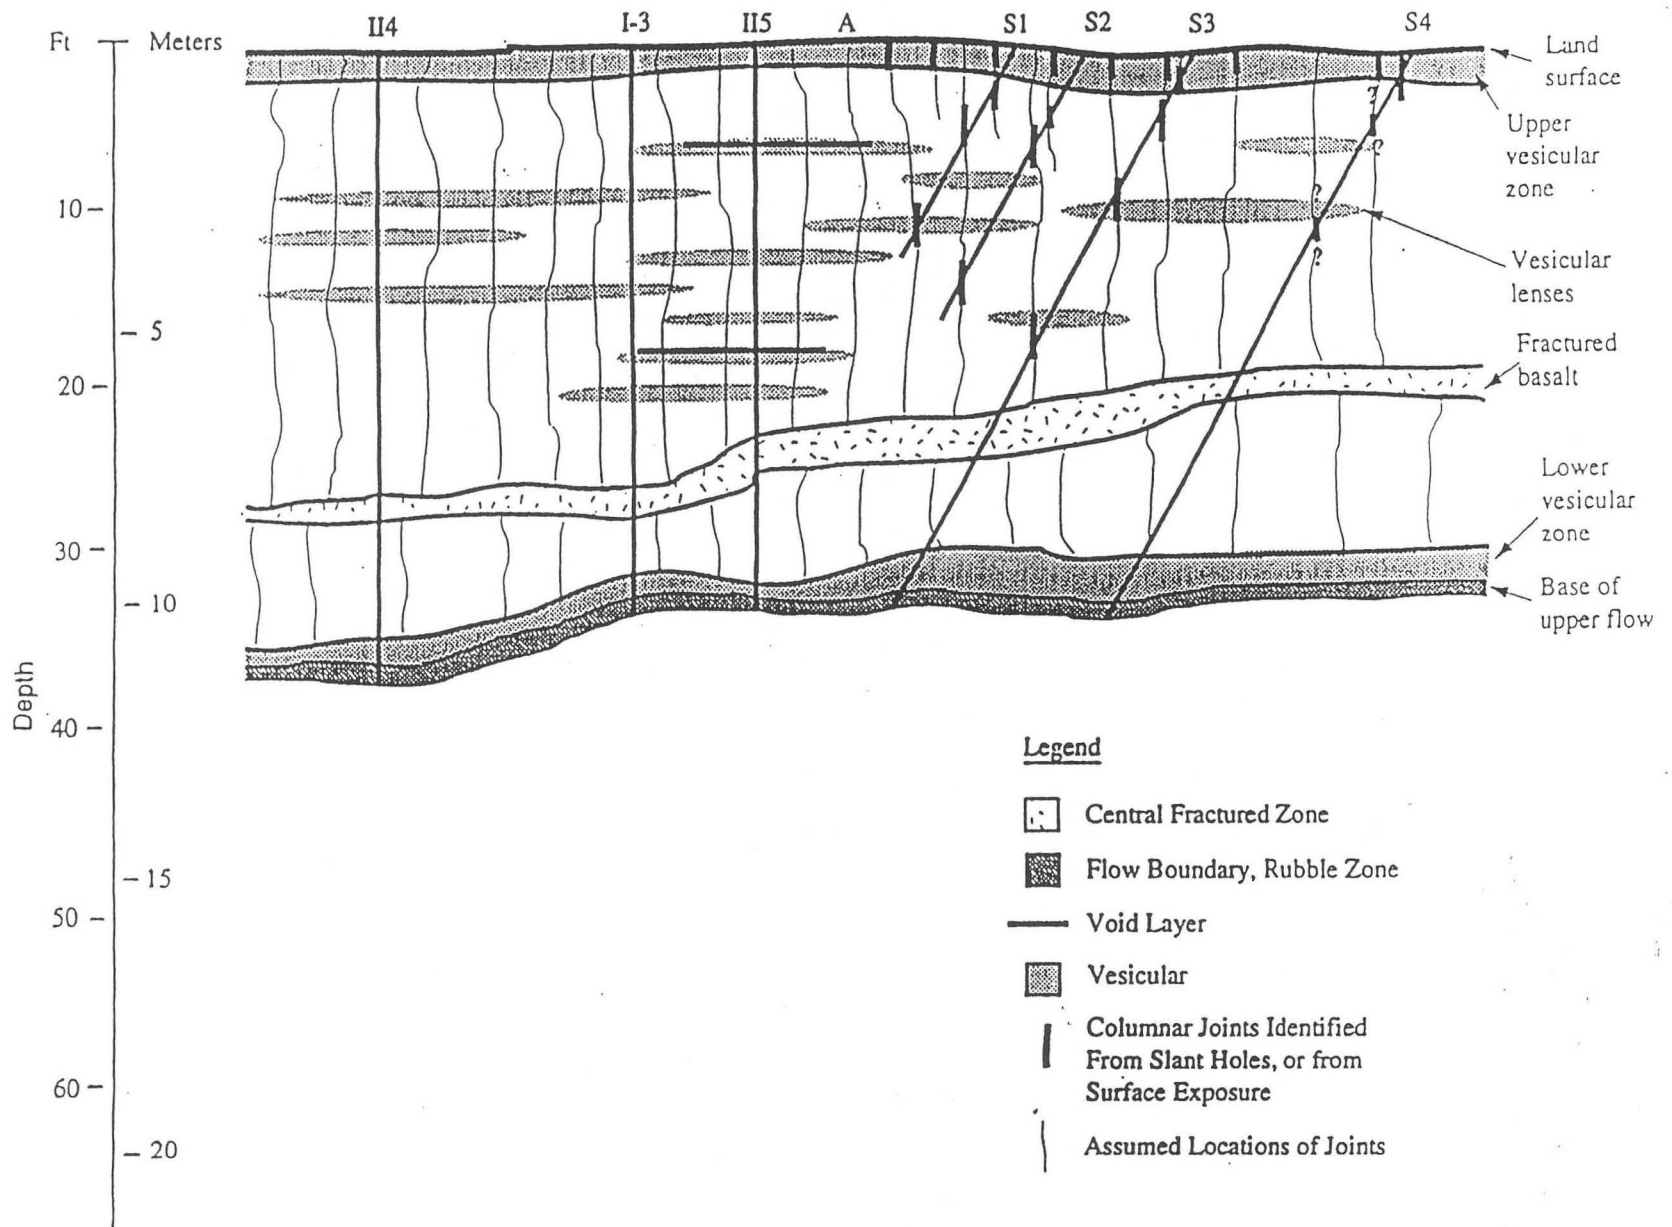 II4
I-3
II5
A
S1
S2
S3
S4
Ft
Meters
Land
surface
Upper
vesicular
zone
?
?
?
?
10
Vesicular
lenses
5
Fractured
basalt
20
Lower
vesicular
zone
30
10
Base of
upper flow
Depth
40
Legend
Central Fractured Zone
15
Flow Boundary, Rubble Zone
50
Void Layer
Vesicular
Columnar Joints Identified
From Slant Holes, or from
Surface Exposure
60
20
Assumed Locations of Joints